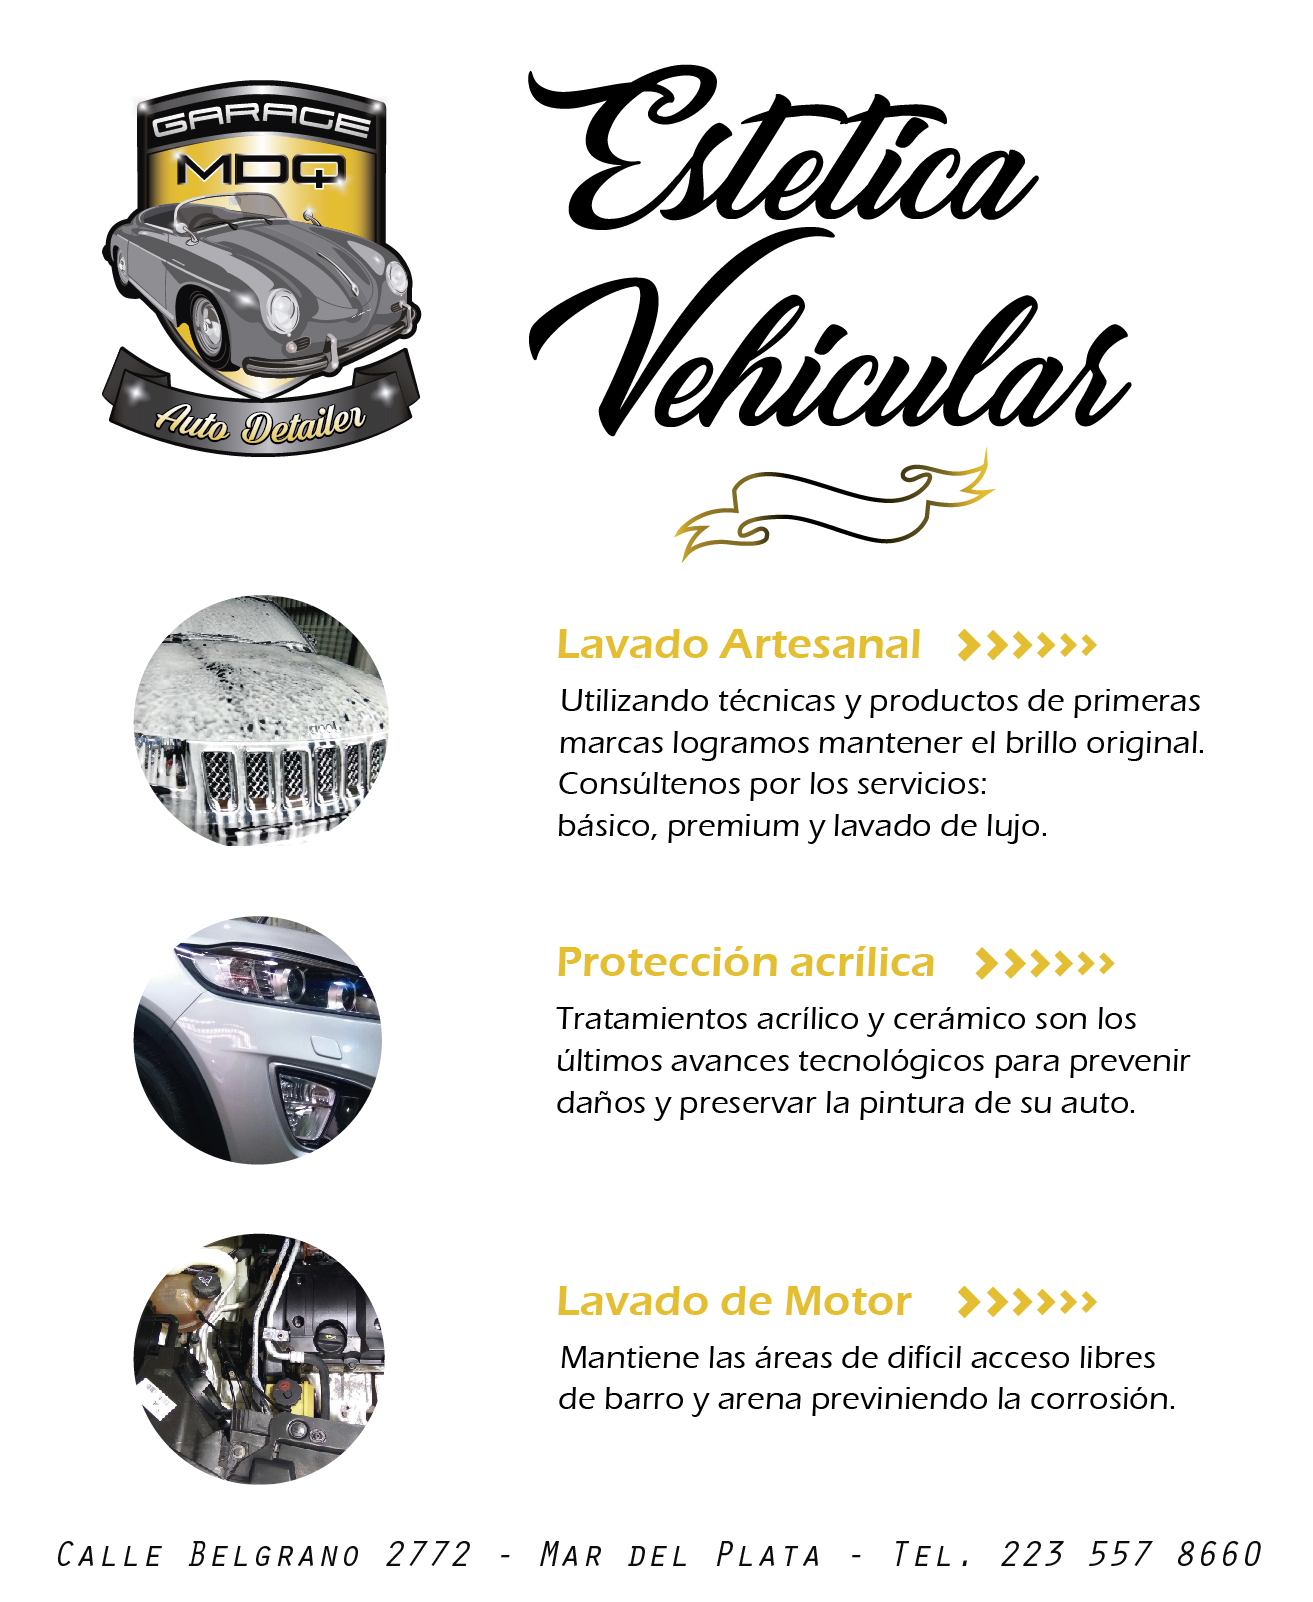 GARAGE
MDQ
Auto Detailer
Estetica
Vehicular
Lavado Artesanal
Utilizando técnicas y productos de primeras
marcas logramos mantener el brillo original.
Consúltenos por los servicios:
básico, premium y lavado de lujo.
Protección acrílica
Tratamientos acrílico y cerámico son los
últimos avances tecnológicos para prevenir
daños y preservar la pintura de su auto.
Lavado de Motor
Mantiene las áreas de difícil acceso libres
de barro y arena previniendo la corrosión.
Calle Belgrano 2772 - Mar del Plata - Tel. 223 557 8660